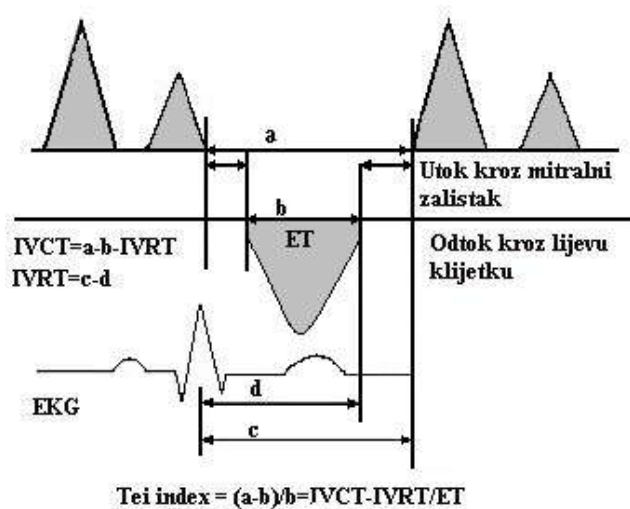 a
Utok kroz mitralni
zalistak
b
IVCT=a-b-IVRT
ET
Odtok kroz lijevu
klijetku
IVRT=c-d
d
EKG
c
Tei index = (a-b)/b=IVCT-IVRT/ET